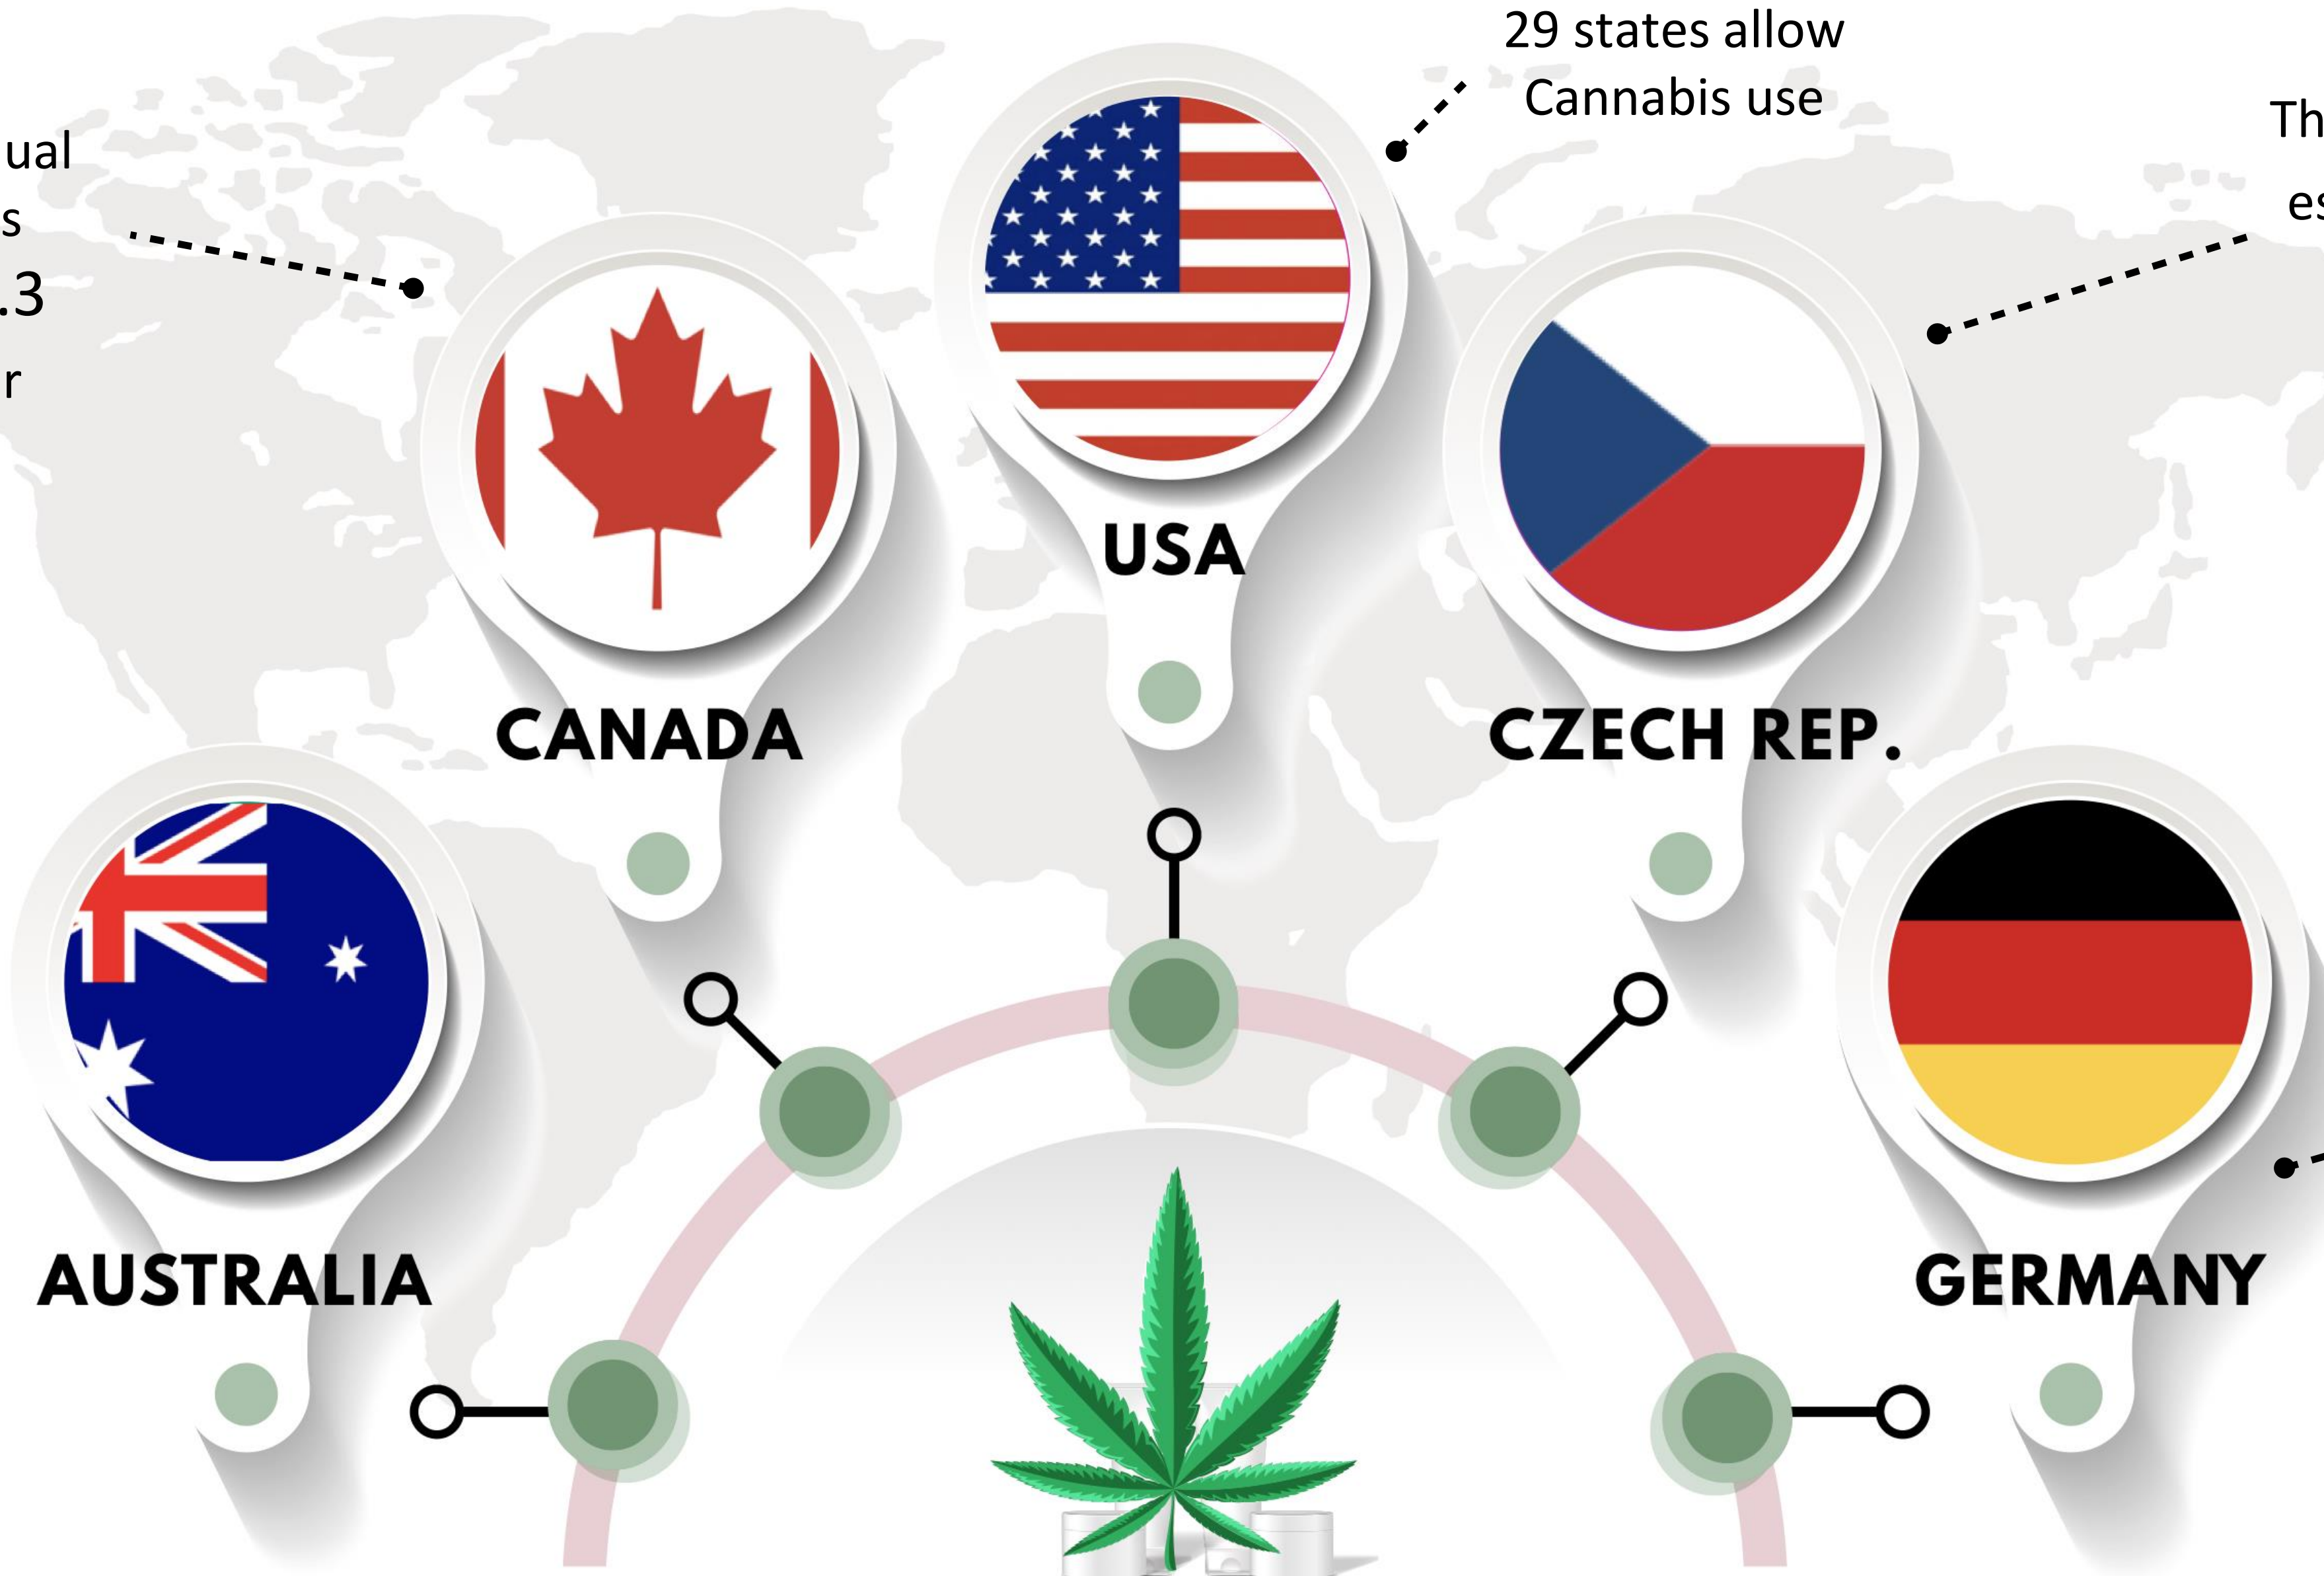 29 states allow
Cannabis use
ual
s
.3
r
Th
es
USA
CANADA
CZECH REP.
AUSTRALIA
GERMANY